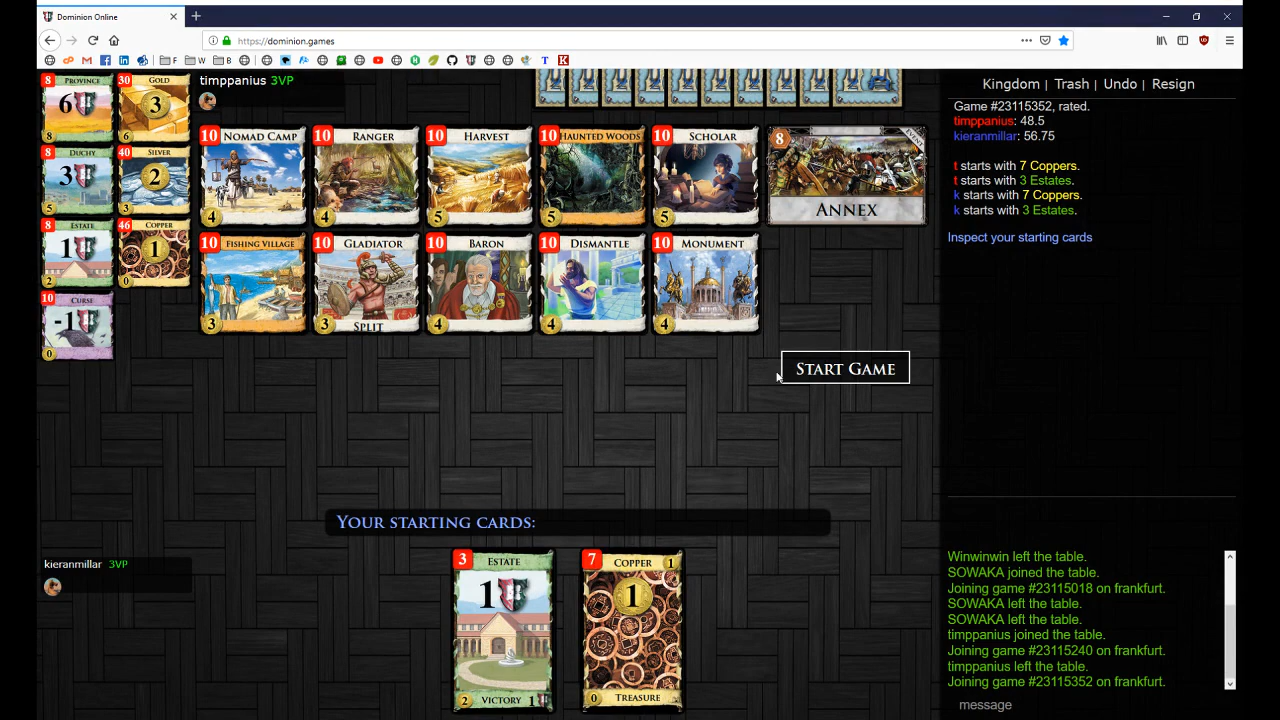 Dominion Online
https://dominion.games
F
W
B
T
K
8 PROVINCE 6 8
30 GOLD 3 6
8 DUCHY 3 5
40 SILVER 2 3
8 ESTATE 1 2
46 COPPER 1 0
10 CURSE -1 0
timppanius 3VP
10 NOMAD CAMP 4
10 RANGER 4
10 HARVEST 5
10 HAUNTED WOODS 5
10 SCHOLAR 5
8 EVENT
ANNEX
10 FISHING VILLAGE 3
10 GLADIATOR 3 SPLIT
10 BARON 4
10 DISMANTLE 4
10 MONUMENT 4
START GAME
YOUR STARTING CARDS:
kieranmillar 3VP
3 ESTATE
1
2 VICTORY 1
7 COPPER 1
1
0 TREASURE
Kingdom | Trash | Undo | Resign
Game #23115352, rated.
timppanius: 48.5
kieranmillar: 56.75
t starts with 7 Coppers.
t starts with 3 Estates.
k starts with 7 Coppers.
k starts with 3 Estates.
Inspect your starting cards
Winwinwin left the table.
SOWAKA joined the table.
Joining game #23115018 on frankfurt.
SOWAKA left the table.
SOWAKA left the table.
timppanius joined the table.
Joining game #23115240 on frankfurt.
timppanius left the table.
Joining game #23115352 on frankfurt.
message